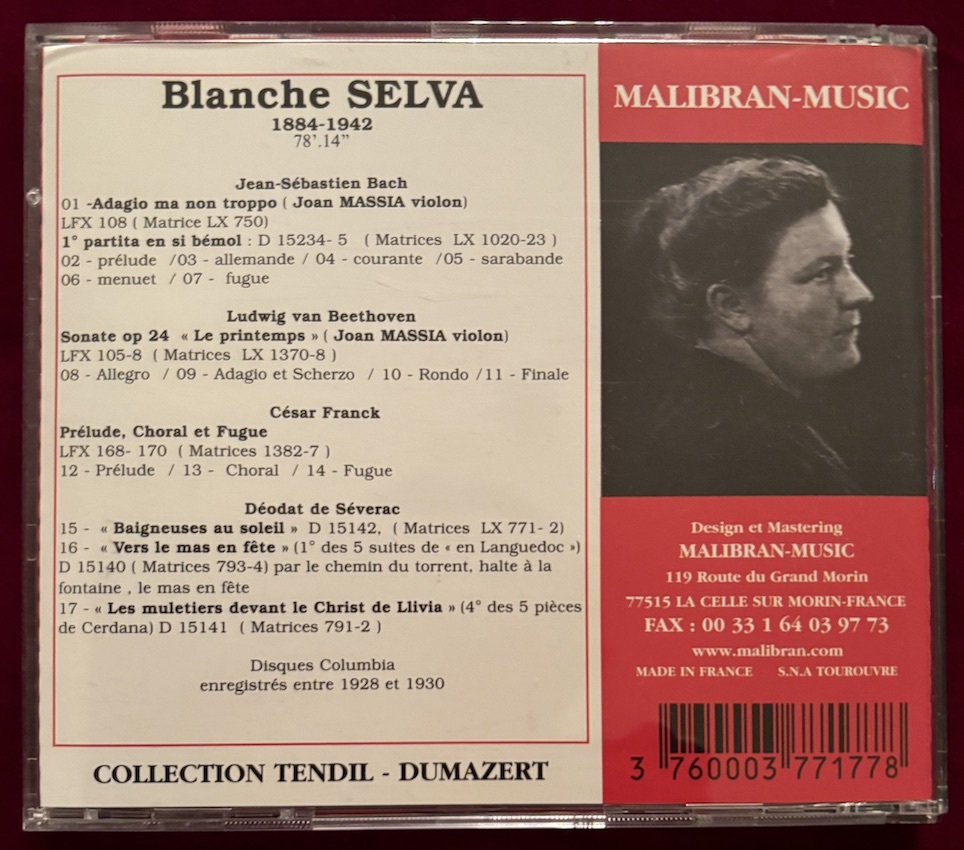 Blanche SELVA
1884-1942
78'.14"
Jean-Sébastien Bach
01 -Adagio ma non troppo ( Joan MASSIA violon)
LFX 108 ( Matrice LX 750)
1° partita en si bémol : D 15234- 5 ( Matrices LX 1020-23 )
02 - prélude /03 - allemande / 04 - courante /05 - sarabande
06 - menuet / 07 - fugue
Ludwig van Beethoven
Sonate op 24 « Le printemps » ( Joan MASSIA violon)
LFX 105-8 ( Matrices LX 1370-8 )
08 - Allegro / 09 - Adagio et Scherzo / 10 - Rondo /11 - Finale
César Franck
Prélude, Choral et Fugue
LFX 168- 170 ( Matrices 1382-7 )
12 - Prélude / 13 - Choral / 14 - Fugue
Déodat de Séverac
15 - « Baigneuses au soleil » D 15142, ( Matrices LX 771- 2)
16 - « Vers le mas en fête » (1° des 5 suites de « en Languedoc »)
D 15140 ( Matrices 793-4) par le chemin du torrent, halte à la
fontaine , le mas en fête
17 - « Les muletiers devant le Christ de Llivia » (4° des 5 pièces
de Cerdana) D 15141 ( Matrices 791-2 )
Disques Columbia
enregistrés entre 1928 et 1930
COLLECTION TENDIL - DUMAZERT
MALIBRAN-MUSIC
Design et Mastering
MALIBRAN-MUSIC
119 Route du Grand Morin
77515 LA CELLE SUR MORIN-FRANCE
FAX : 00 33 1 64 03 97 73
www.malibran.com
MADE IN FRANCE S.N.A TOUROUVRE
3 760003 771778